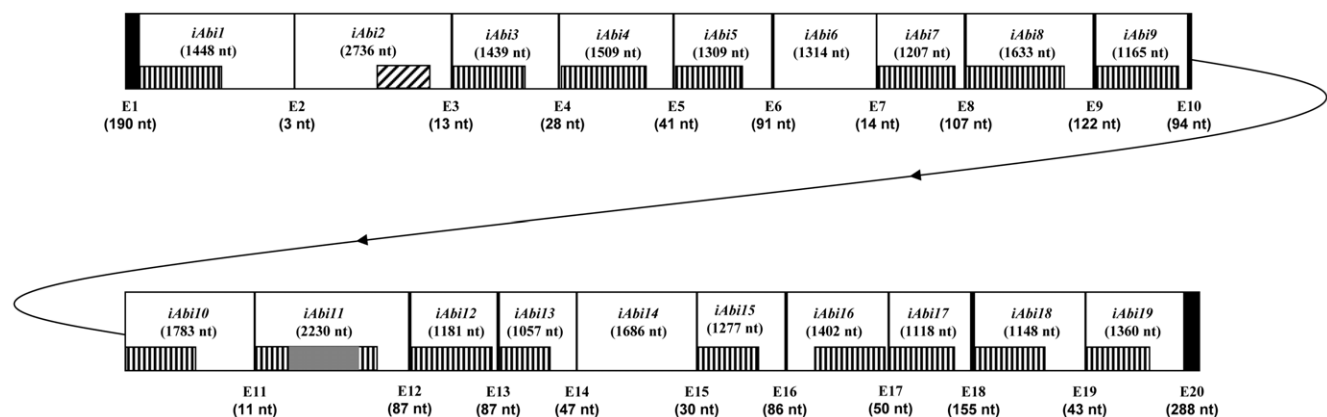 iAbi1 iAbi2 iAbi3 iAbi4 iAbi5 iAbi6 iAbi7 iAbi8 iAbi9
(1448 nt) (2736 nt) (1439 nt) (1509 nt) (1309 nt) (1314 nt) (1207 nt) (1633 nt) (1165 nt)
E1 E2 E3 E4 E5 E6 E7 E8 E9 E10
(190 nt) (3 nt) (13 nt) (28 nt) (41 nt) (91 nt) (14 nt) (107 nt) (122 nt) (94 nt)
iAbi10 iAbi11 iAbi12 iAbi13 iAbi14 iAbi15 iAbi16 iAbi17 iAbi18 iAbi19
(1783 nt) (2230 nt) (1181 nt) (1057 nt) (1686 nt) (1277 nt) (1402 nt) (1118 nt) (1148 nt) (1360 nt)
E11 E12 E13 E14 E15 E16 E17 E18 E19 E20
(11 nt) (87 nt) (87 nt) (47 nt) (30 nt) (86 nt) (50 nt) (155 nt) (43 nt) (288 nt)